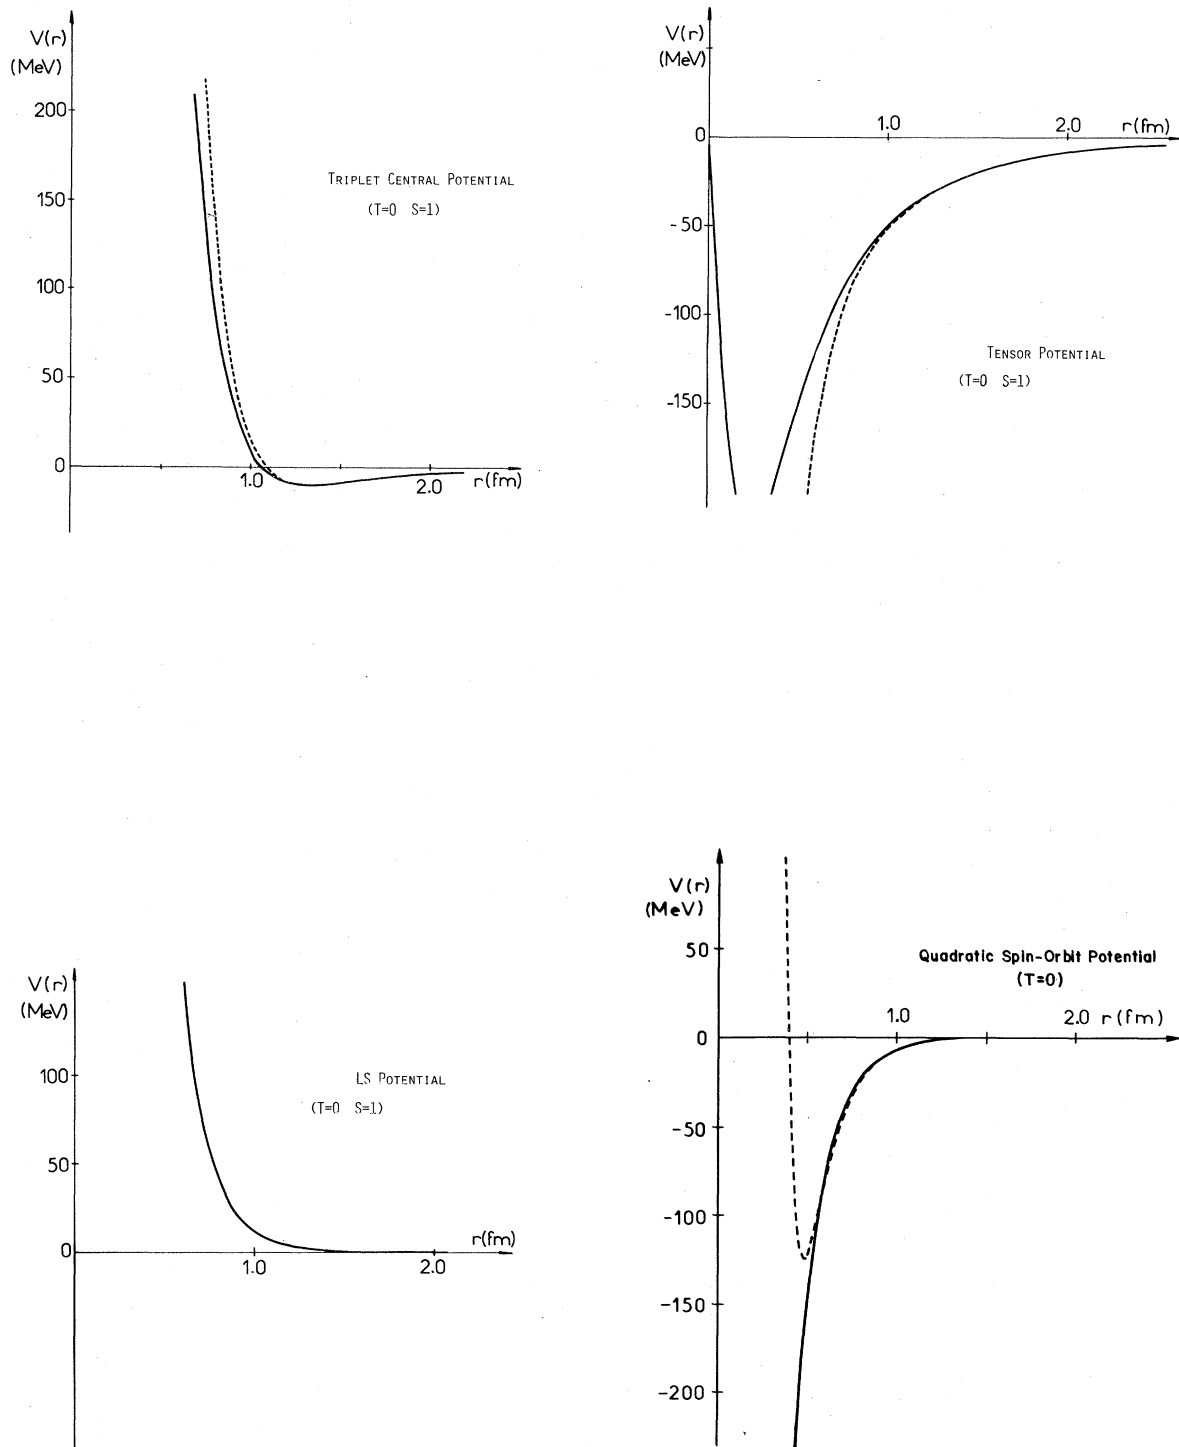 V(r)
(MeV)
200
150
100
50
0
1.0
2.0
r(fm)
TRIPLET CENTRAL POTENTIAL
(T=0 S=1)
V(r)
(MeV)
0
1.0
2.0
r(fm)
-50
-100
-150
TENSOR POTENTIAL
(T=0 S=1)
V(r)
(MeV)
100
50
0
1.0
2.0
r(fm)
LS POTENTIAL
(T=0 S=1)
V(r)
(MeV)
50
0
-50
-100
-150
-200
Quadratic Spin-Orbit Potential
(T=0)
1.0
2.0 r(fm)